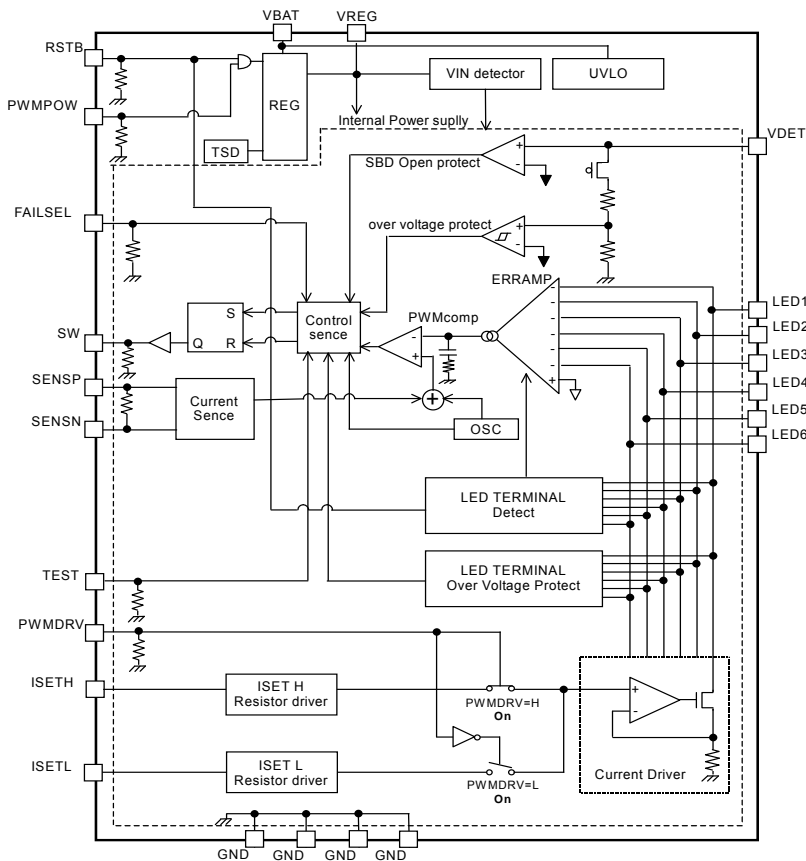 VBAT
VREG
RSTB
REG
VIN detector
UVLO
PWMPOW
Internal Power suplly
VDET
TSD
+
-
SBD Open protect
FAILSEL
over voltage protect
+
-
ERRAMP
-
-
-
-
-
-
+
LED1
LED2
LED3
LED4
LED5
LED6
SW
S
Q
R
Control
sence
PWMcomp
-
+
SENSP
SENSN
Current
Sence
+
OSC
LED TERMINAL
Detect
LED TERMINAL
Over Voltage Protect
TEST
PWMDRV
ISETH
ISET H
Resistor driver
PWMDRV=H
On
+
-
Current Driver
ISETL
ISET L
Resistor driver
PWMDRV=L
On
GND
GND
GND
GND